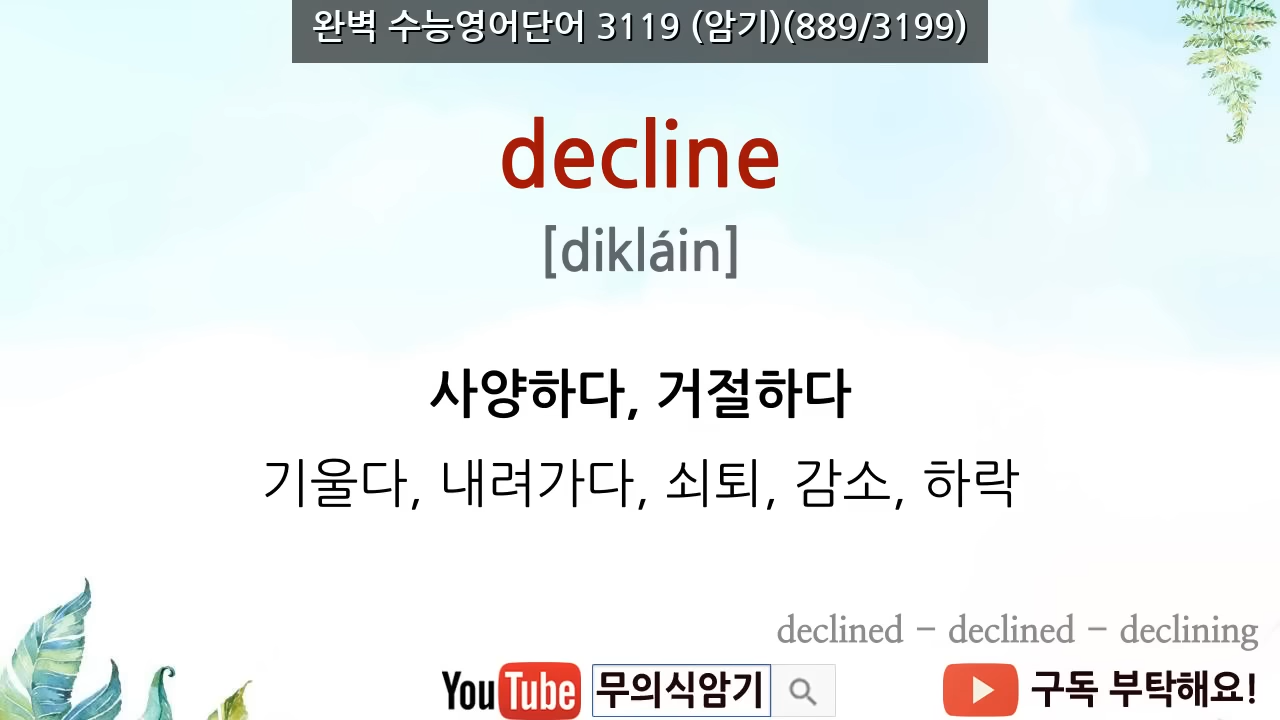 완벽 수능영어단어 3119 (암기)(889/3199)
decline
[dikláin]
사양하다, 거절하다
기울다, 내려가다, 쇠퇴, 감소, 하락
declined - declined - declining
YouTube 무의식암기 구독 부탁해요!